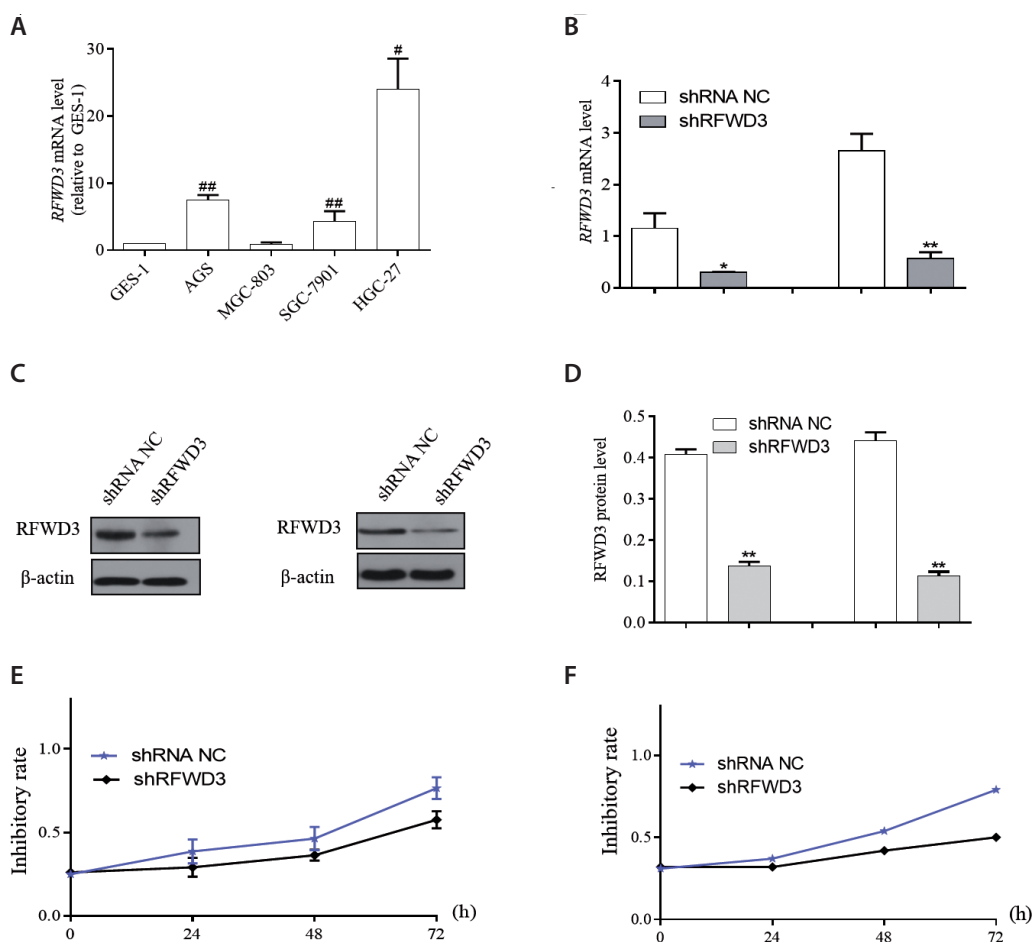 A
RFWD3 mRNA level
(relative to GES-1)
30
20
10
0
##
##
#
GES-1
AGS
MGC-803
SGC-7901
HGC-27
B
RFWD3 mRNA level
4
3
2
1
0
shRNA NC
shRFWD3
*
**
C
shRNA NC
shRFWD3
RFWD3
β-actin
shRNA NC
shRFWD3
RFWD3
β-actin
D
RFWD3 protein level
0.5
0.4
0.3
0.2
0.1
0.0
shRNA NC
shRFWD3
**
**
E
Inhibitory rate
1.0
0.5
0.0
shRNA NC
shRFWD3
0
24
48
72
(h)
F
Inhibitory rate
1.0
0.5
0.0
shRNA NC
shRFWD3
0
24
48
72
(h)